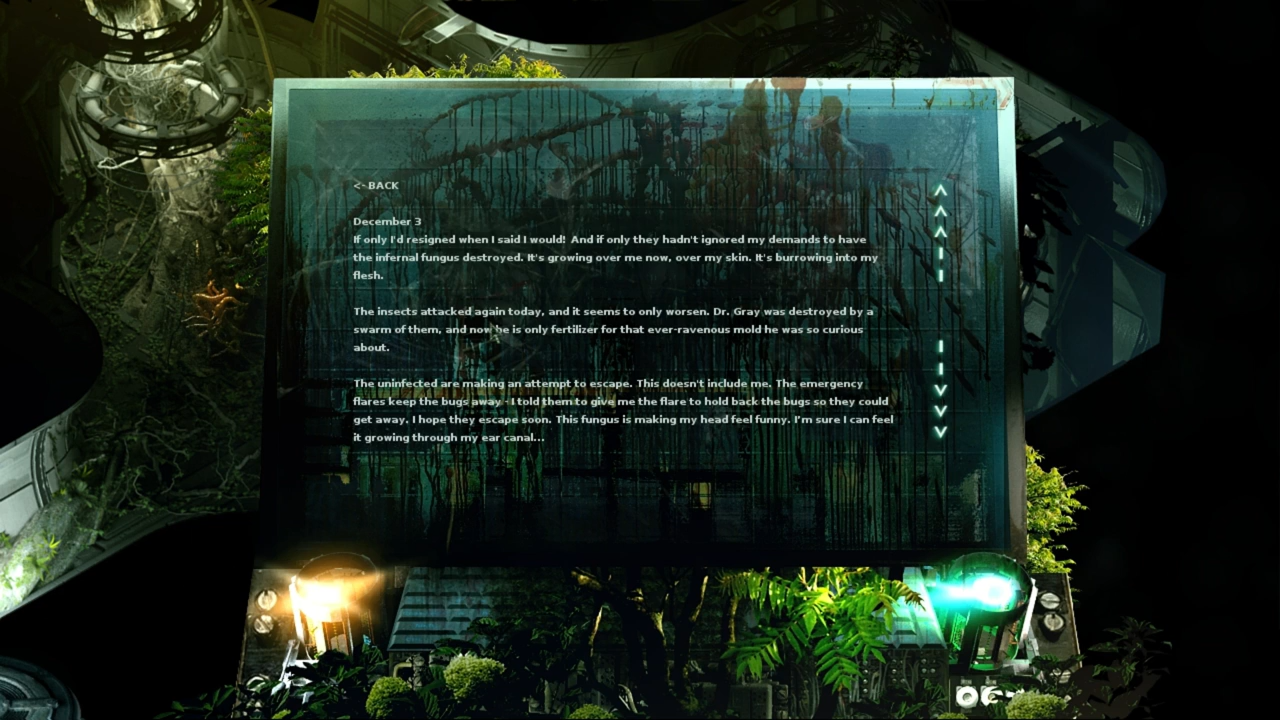 <- BACK
December 3
If only I'd resigned when I said I would! And if only they hadn't ignored my demands to have
the infernal fungus destroyed. It's growing over me now, over my skin. It's burrowing into my
flesh.
The insects attacked again today, and it seems to only worsen. Dr. Gray was destroyed by a
swarm of them, and now he is only fertilizer for that ever-ravenous mold he was so curious
about.
The uninfected are making an attempt to escape. This doesn't include me. The emergency
flares keep the bugs away - I told them to give me the flare to hold back the bugs so they could
get away. I hope they escape soon. This fungus is making my head feel funny. I'm sure I can feel
it growing through my ear canal...